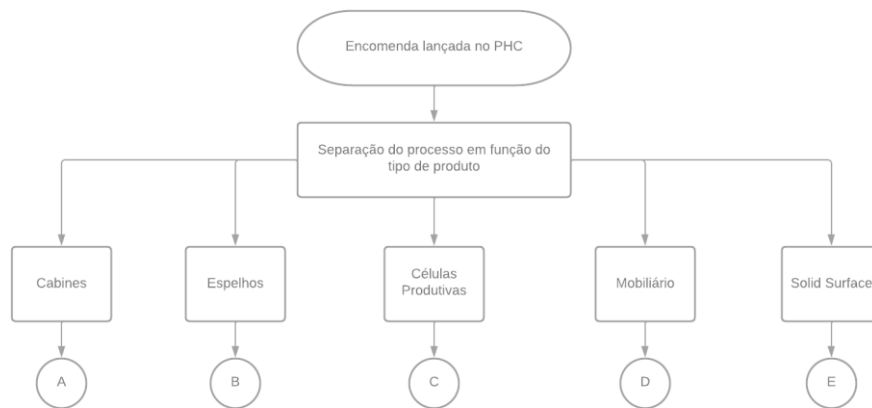 Encomenda lançada no PHC
Separação do processo em função do
tipo de produto
Cabines
Espelhos
Células
Produtivas
Mobiliário
Solid Surface
A
B
C
D
E